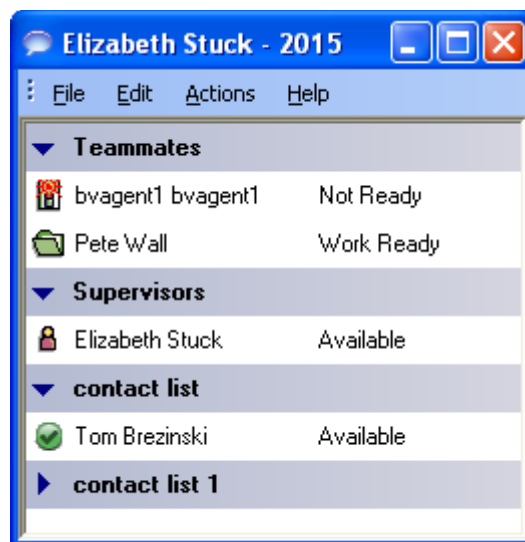 Elizabeth Stuck - 2015
File Edit Actions Help
Teammates
bvagent1 bvagent1 Not Ready
Pete Wall Work Ready
Supervisors
Elizabeth Stuck Available
contact list
Tom Brezinski Available
contact list 1